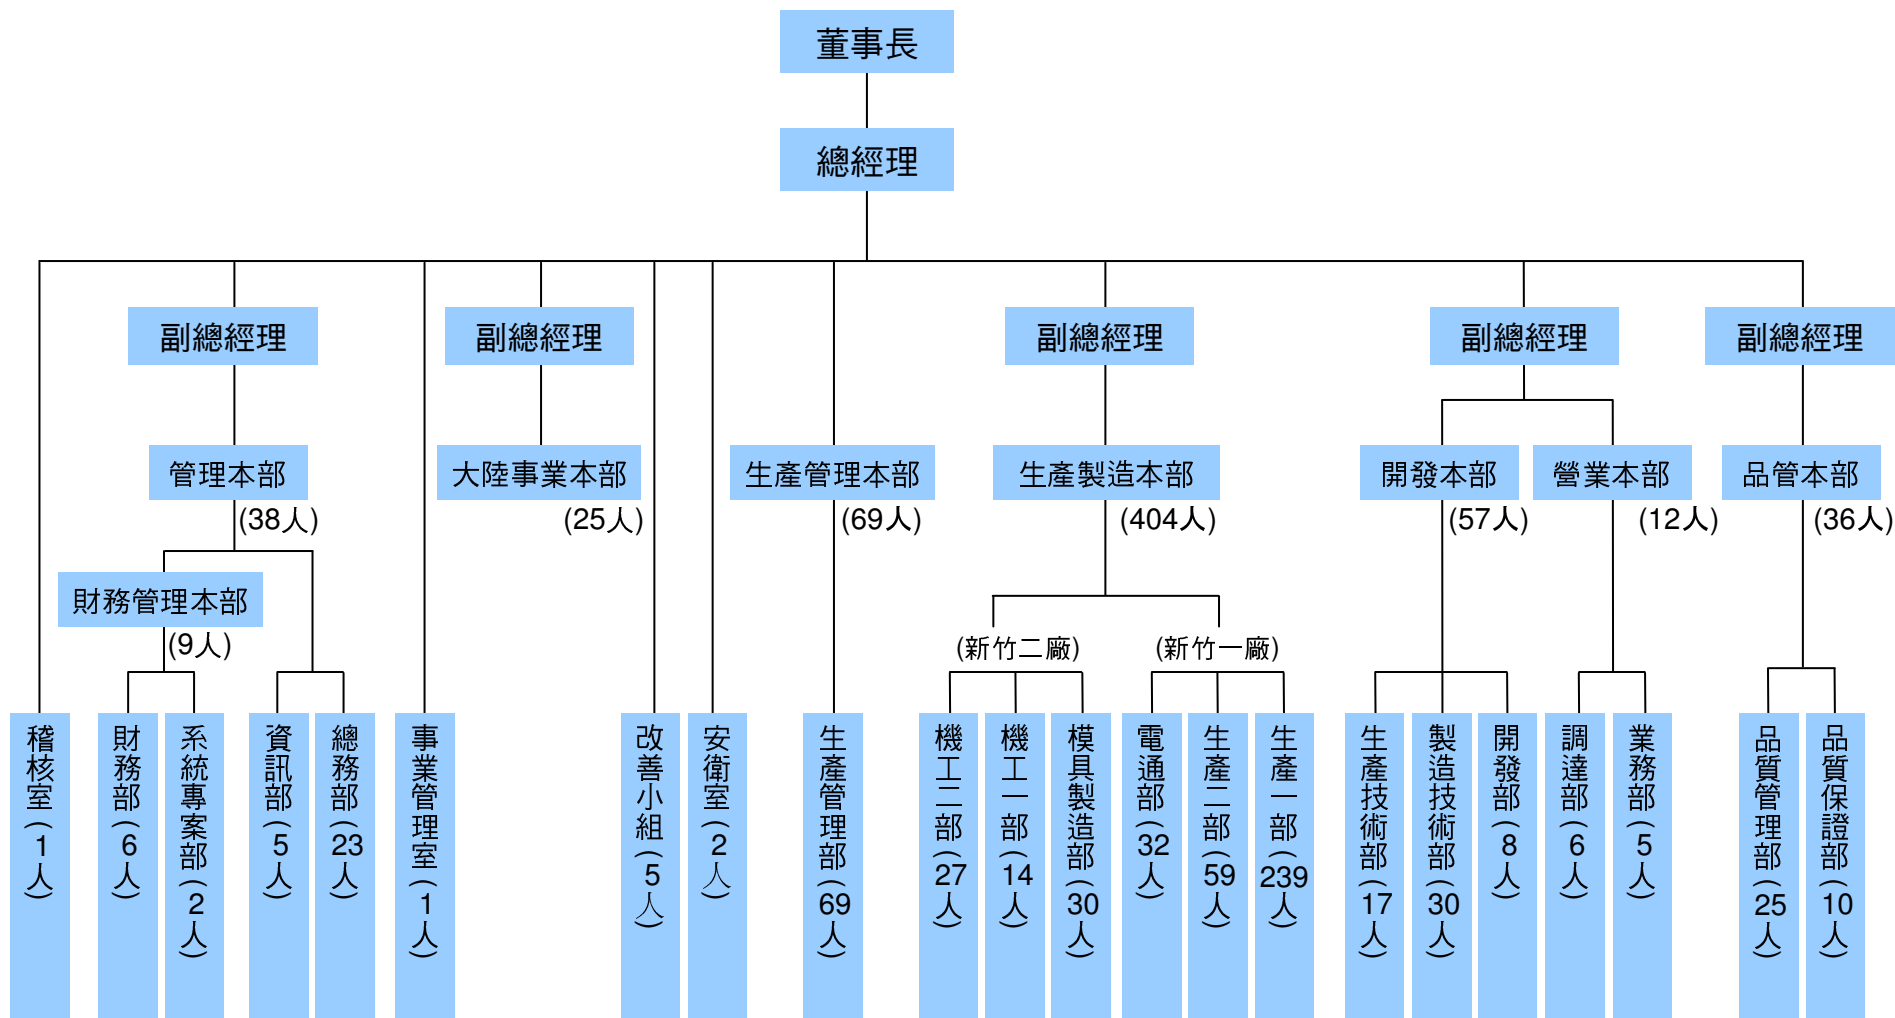 董事長
總經理
副總經理
副總經理
副總經理
副總經理
副總經理
管理本部
大陸事業本部
生產管理本部
生產製造本部
開發本部
營業本部
品管本部
(38人)
(25人)
(69人)
(404人)
(57人)
(12人)
(36人)
財務管理本部
(9人)
(新竹二廠)
(新竹一廠)
稽核室(1人)
財務部(6人)
系統專案部(2人)
資訊部(5人)
總務部(23人)
事業管理室(1人)
改善小組(5人)
安衛室(2人)
生產管理部(69人)
機工二部(27人)
機工一部(14人)
模具製造部(30人)
電通部(32人)
生產二部(59人)
生產一部(239人)
生產技術部(17人)
製造技術部(30人)
開發部(8人)
調達部(6人)
業務部(5人)
品質管理部(25人)
品質保證部(10人)